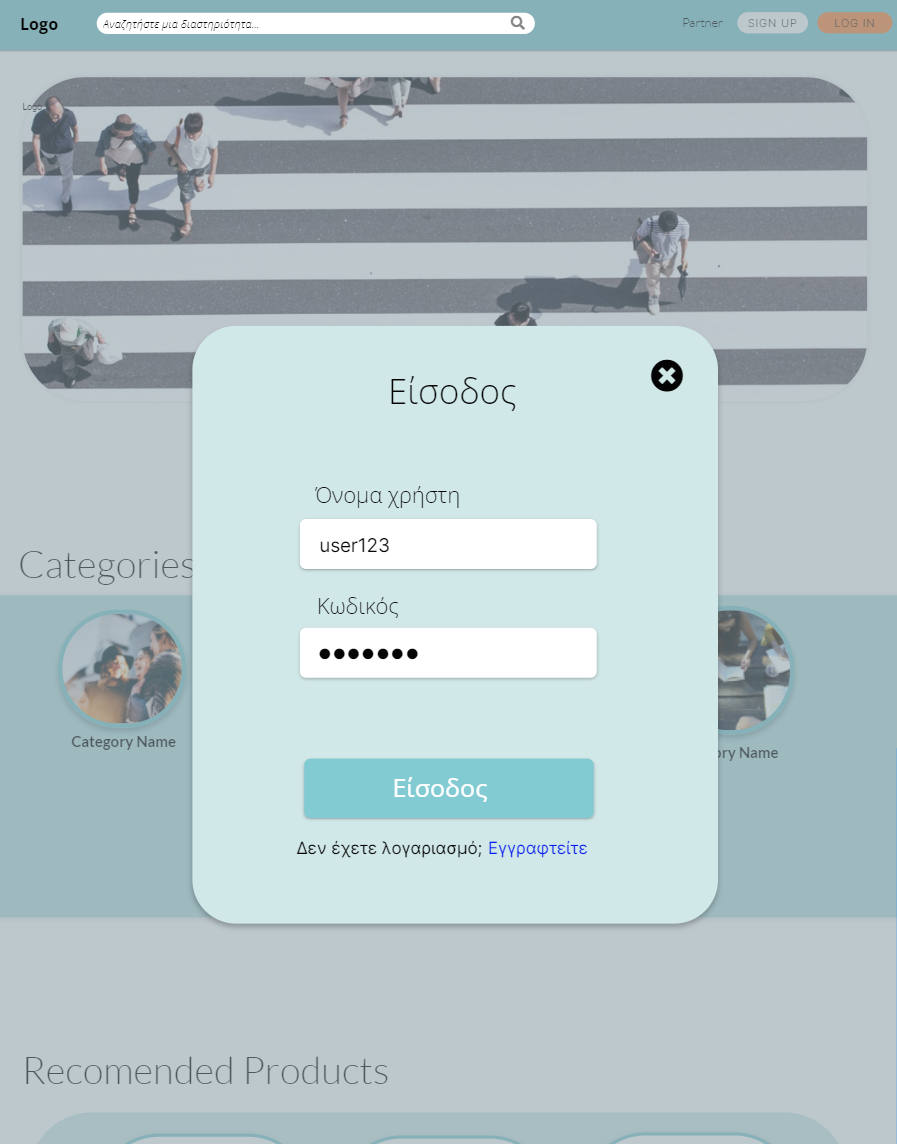 Logo
Αναζητήστε μια διαστηριότητα...
Partner
SIGN UP
LOG IN
Logo
Είσοδος
Όνομα χρήστη
user123
Categories
Κωδικός
●●●●●●●
Category Name
ory Name
Είσοδος
Δεν έχετε λογαριασμό; Εγγραφτείτε
Recomended Products